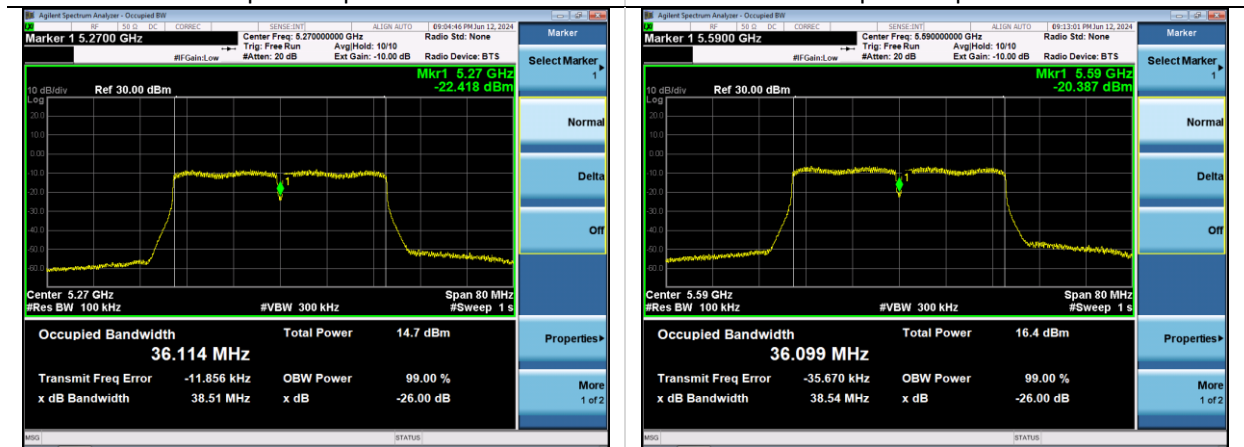 Agilent Spectrum Analyzer - Occupied BW
RF 50 Ω DC CORREC SENSE:INT ALIGN AUTO 09:04:46 PM Jun 12, 2024
Marker 1 5.2700 GHz
Center Freq: 5.270000000 GHz
Radio Std: None
Trig: Free Run Avg|Hold: 10/10
#IFGain:Low #Atten: 20 dB Ext Gain: -10.00 dB Radio Device: BTS
Mkr1 5.27 GHz
-22.418 dBm
10 dB/div Ref 30.00 dBm
Log
20.0
10.0
0.00
-10.0
-20.0
-30.0
-40.0
-50.0
-60.0
1
Center 5.27 GHz Span 80 MHz
#Res BW 100 kHz #VBW 300 kHz #Sweep 1 s
Occupied Bandwidth Total Power 14.7 dBm
36.114 MHz
Transmit Freq Error -11.856 kHz OBW Power 99.00 %
x dB Bandwidth 38.51 MHz x dB -26.00 dB
MSG STATUS
Marker
Select Marker
1
Normal
Delta
Off
Properties
More
1 of 2
Agilent Spectrum Analyzer - Occupied BW
RF 50 Ω DC CORREC SENSE:INT ALIGN AUTO 09:13:01 PM Jun 12, 2024
Marker 1 5.5900 GHz
Center Freq: 5.590000000 GHz
Radio Std: None
Trig: Free Run Avg|Hold: 10/10
#IFGain:Low #Atten: 20 dB Ext Gain: -10.00 dB Radio Device: BTS
Mkr1 5.59 GHz
-20.387 dBm
10 dB/div Ref 30.00 dBm
Log
20.0
10.0
0.00
-10.0
-20.0
-30.0
-40.0
-50.0
-60.0
1
Center 5.59 GHz Span 80 MHz
#Res BW 100 kHz #VBW 300 kHz #Sweep 1 s
Occupied Bandwidth Total Power 16.4 dBm
36.099 MHz
Transmit Freq Error -35.670 kHz OBW Power 99.00 %
x dB Bandwidth 38.54 MHz x dB -26.00 dB
MSG STATUS
Marker
Select Marker
1
Normal
Delta
Off
Properties
More
1 of 2